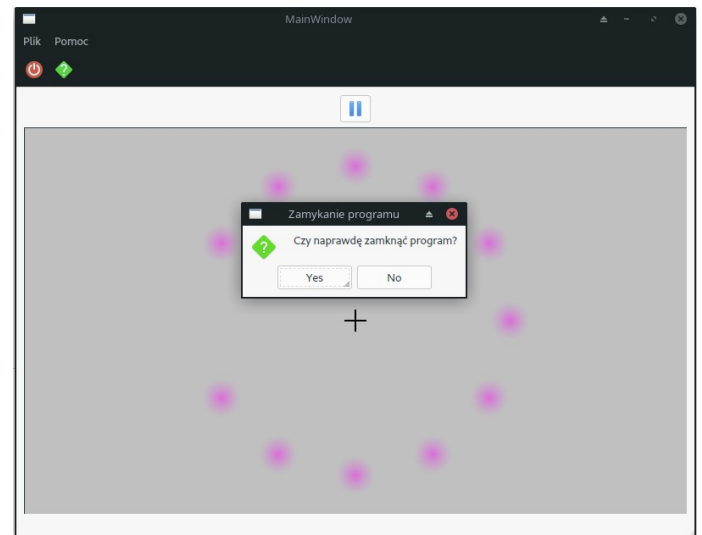 MainWindow
Plik Pomoc
Zamykanie programu
Czy naprawdę zamknąć program?
Yes No